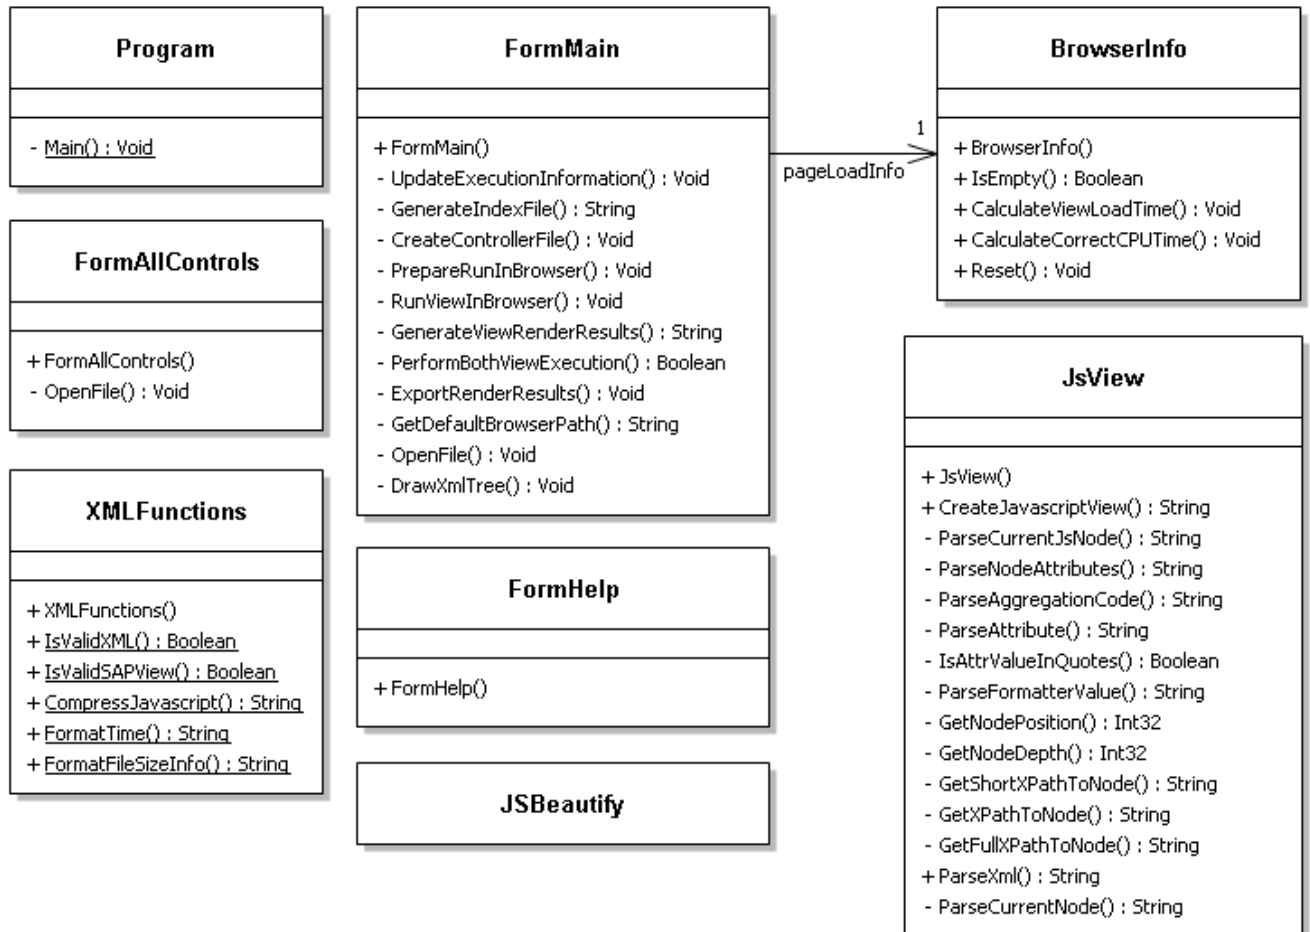 Program
- Main() : Void
FormAllControls
+ FormAllControls()
- OpenFile() : Void
XMLFunctions
+ XMLFunctions()
+ IsValidXML() : Boolean
+ IsValidSAPView() : Boolean
+ CompressJavascript() : String
+ FormatTime() : String
+ FormatFileSizeInfo() : String
FormMain
+ FormMain()
- UpdateExecutionInformation() : Void
- GenerateIndexFile() : String
- CreateControllerFile() : Void
- PrepareRunInBrowser() : Void
- RunViewInBrowser() : Void
- GenerateViewRenderResults() : String
- PerformBothViewExecution() : Boolean
- ExportRenderResults() : Void
- GetDefaultBrowserPath() : String
- OpenFile() : Void
- DrawXmlTree() : Void
FormHelp
+ FormHelp()
JSBeautify
1
pageLoadInfo
BrowserInfo
+ BrowserInfo()
+ IsEmpty() : Boolean
+ CalculateViewLoadTime() : Void
+ CalculateCorrectCPUTime() : Void
+ Reset() : Void
JsView
+ JsView()
+ CreateJavascriptView() : String
- ParseCurrentJsNode() : String
- ParseNodeAttributes() : String
- ParseAggregationCode() : String
- ParseAttribute() : String
- IsAttrValueInQuotes() : Boolean
- ParseFormatterValue() : String
- GetNodePosition() : Int32
- GetNodeDepth() : Int32
- GetShortXPathToNode() : String
- GetXPathToNode() : String
- GetFullXPathToNode() : String
+ ParseXml() : String
- ParseCurrentNode() : String